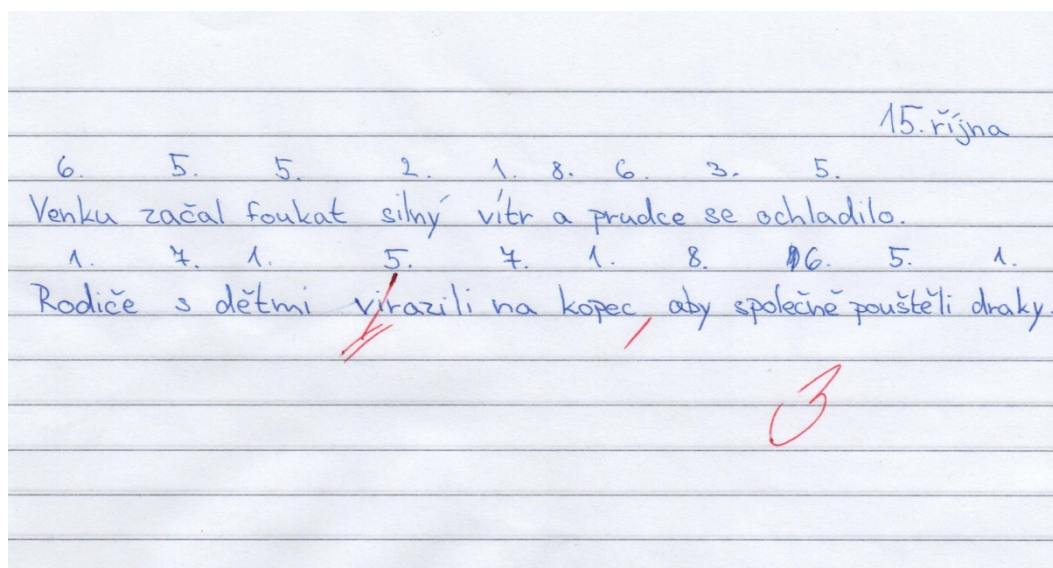 15. října
6. 5. 5. 2. 1. 8. 6. 3. 5.
Venku začal foukat silný vítr a prudce se ochladilo.
1. 7. 1. 5. 7. 1. 8. 6. 5. 1.
Rodiče s dětmi virazili na kopec, aby společně pouštěli draky.
3